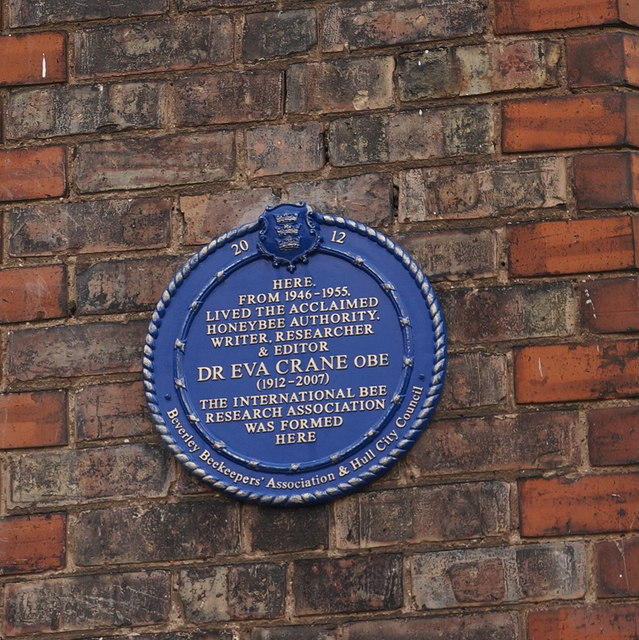 20 12
HERE.
FROM 1946-1955.
LIVED THE ACCLAIMED
HONEYBEE AUTHORITY.
WRITER, RESEARCHER
& EDITOR
DR EVA CRANE OBE
(1912-2007)
THE INTERNATIONAL BEE
RESEARCH ASSOCIATION
WAS FORMED
HERE
Beverley Beekeepers' Association & Hull City Council